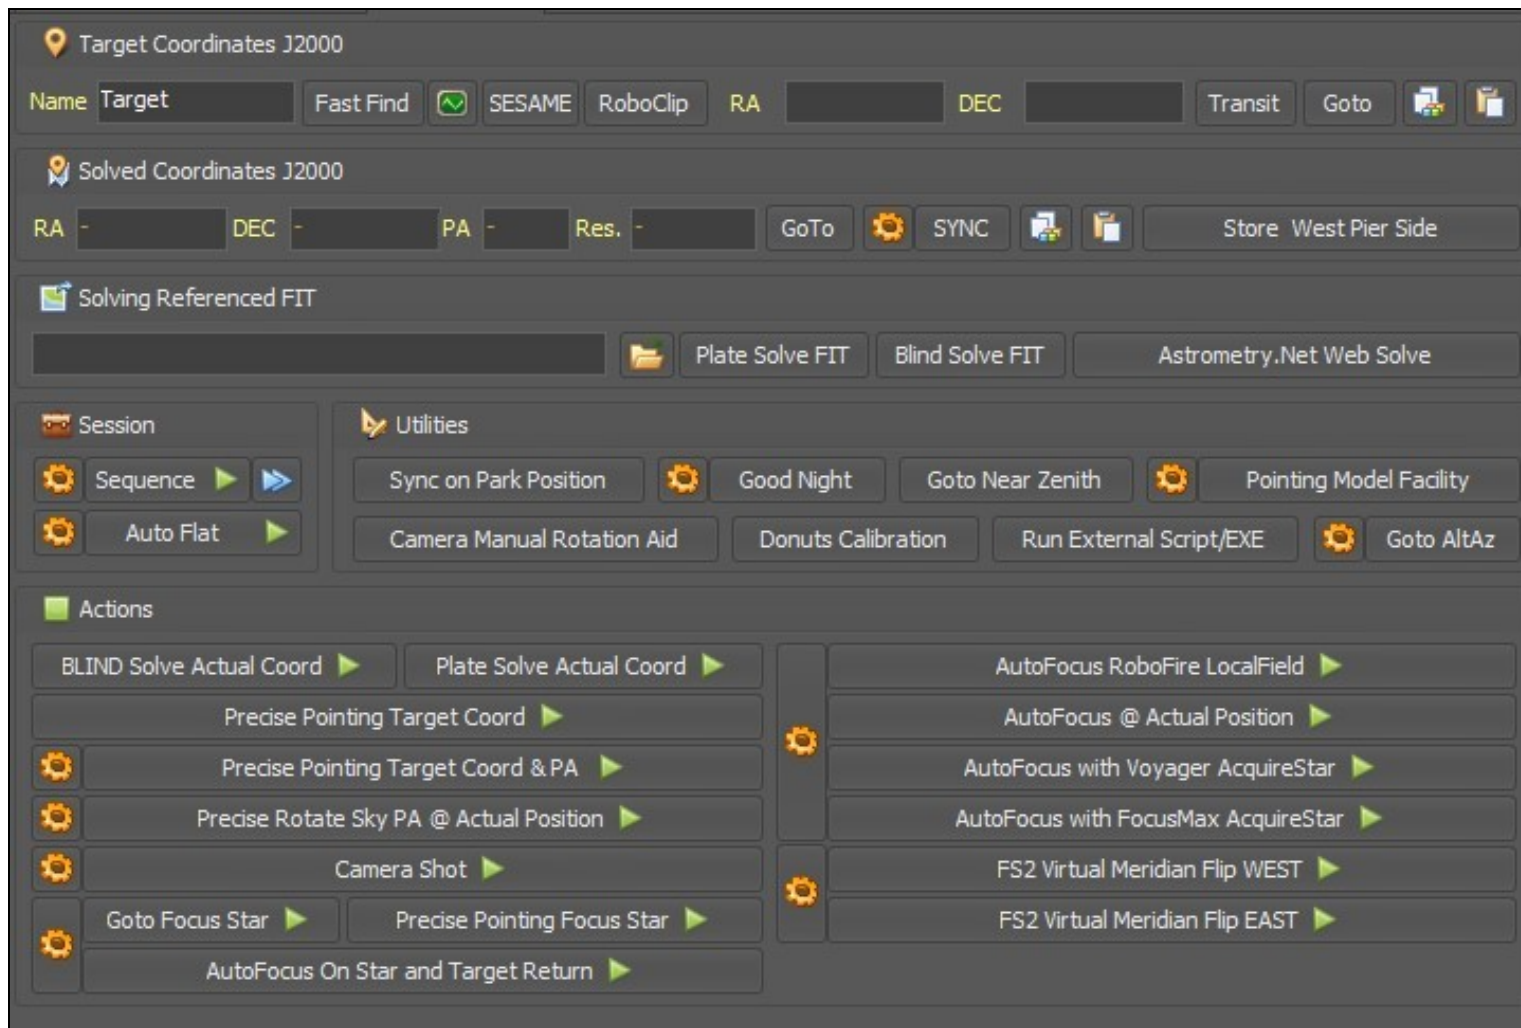 Target Coordinates J2000
Name Target Fast Find SESAME RoboClip RA DEC Transit Goto
Solved Coordinates J2000
RA - DEC - PA - Res. - GoTo SYNC Store West Pier Side
Solving Referenced FIT
Plate Solve FIT Blind Solve FIT Astrometry.Net Web Solve
Session Utilities
Sequence Sync on Park Position Good Night Goto Near Zenith Pointing Model Facility
Auto Flat Camera Manual Rotation Aid Donuts Calibration Run External Script/EXE Goto AltAz
Actions
BLIND Solve Actual Coord Plate Solve Actual Coord AutoFocus RoboFire LocalField
Precise Pointing Target Coord AutoFocus @ Actual Position
Precise Pointing Target Coord & PA AutoFocus with Voyager AcquireStar
Precise Rotate Sky PA @ Actual Position AutoFocus with FocusMax AcquireStar
Camera Shot FS2 Virtual Meridian Flip WEST
Goto Focus Star Precise Pointing Focus Star FS2 Virtual Meridian Flip EAST
AutoFocus On Star and Target Return